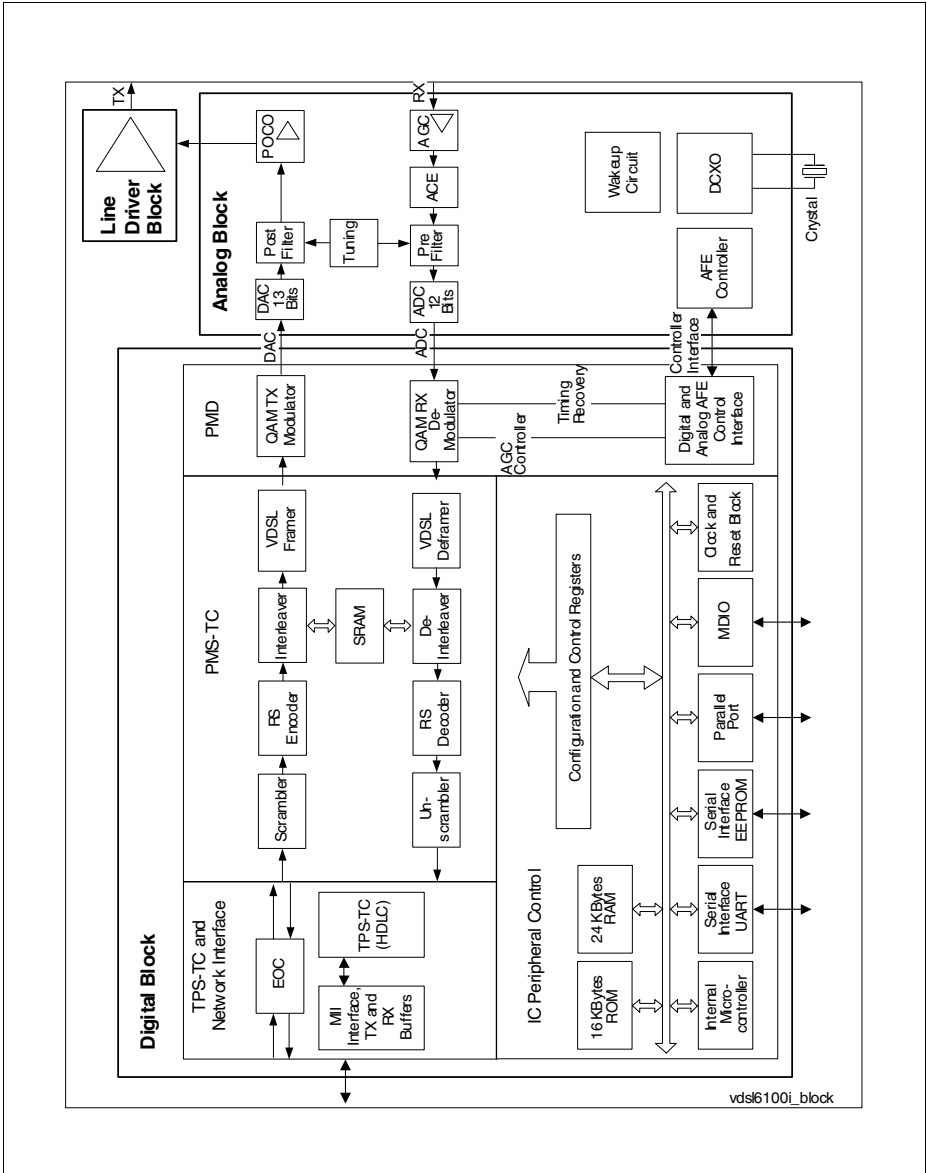 TX
Line
Driver
Block
Analog Block
POCO
Post
Filter
DAC
13
Bits
Tuning
RX
AGC
ACE
Pre
Filter
ADC
12
Bits
Wakeup
Circuit
DCXO
Crystal
AFE
Controller
DAC
ADC
Controller
Interface
Digital Block
PMD
QAM TX
Modulator
QAM RX
De-
Modulator
AGC
Controller
Timing
Recovery
Digital and
Analog AFE
Control
Interface
PMS-TC
Scrambler
RS
Encoder
Interleaver
VDSL
Framer
SRAM
Un-
scrambler
RS
Decoder
De-
Interleaver
VDSL
Deframer
TPS-TC and
Network Interface
EOC
MII
Interface,
TX and
RX
Buffers
TPS-TC
(HDLC)
IC Peripheral Control
16 KBytes
ROM
24 KBytes
RAM
Configuration and Control Registers
Internal
Micro-
controller
Serial
Interface
UART
Serial
Interface
EEPROM
Parallel
Port
MDIO
Clock and
Reset Block
vdsl6100i_block